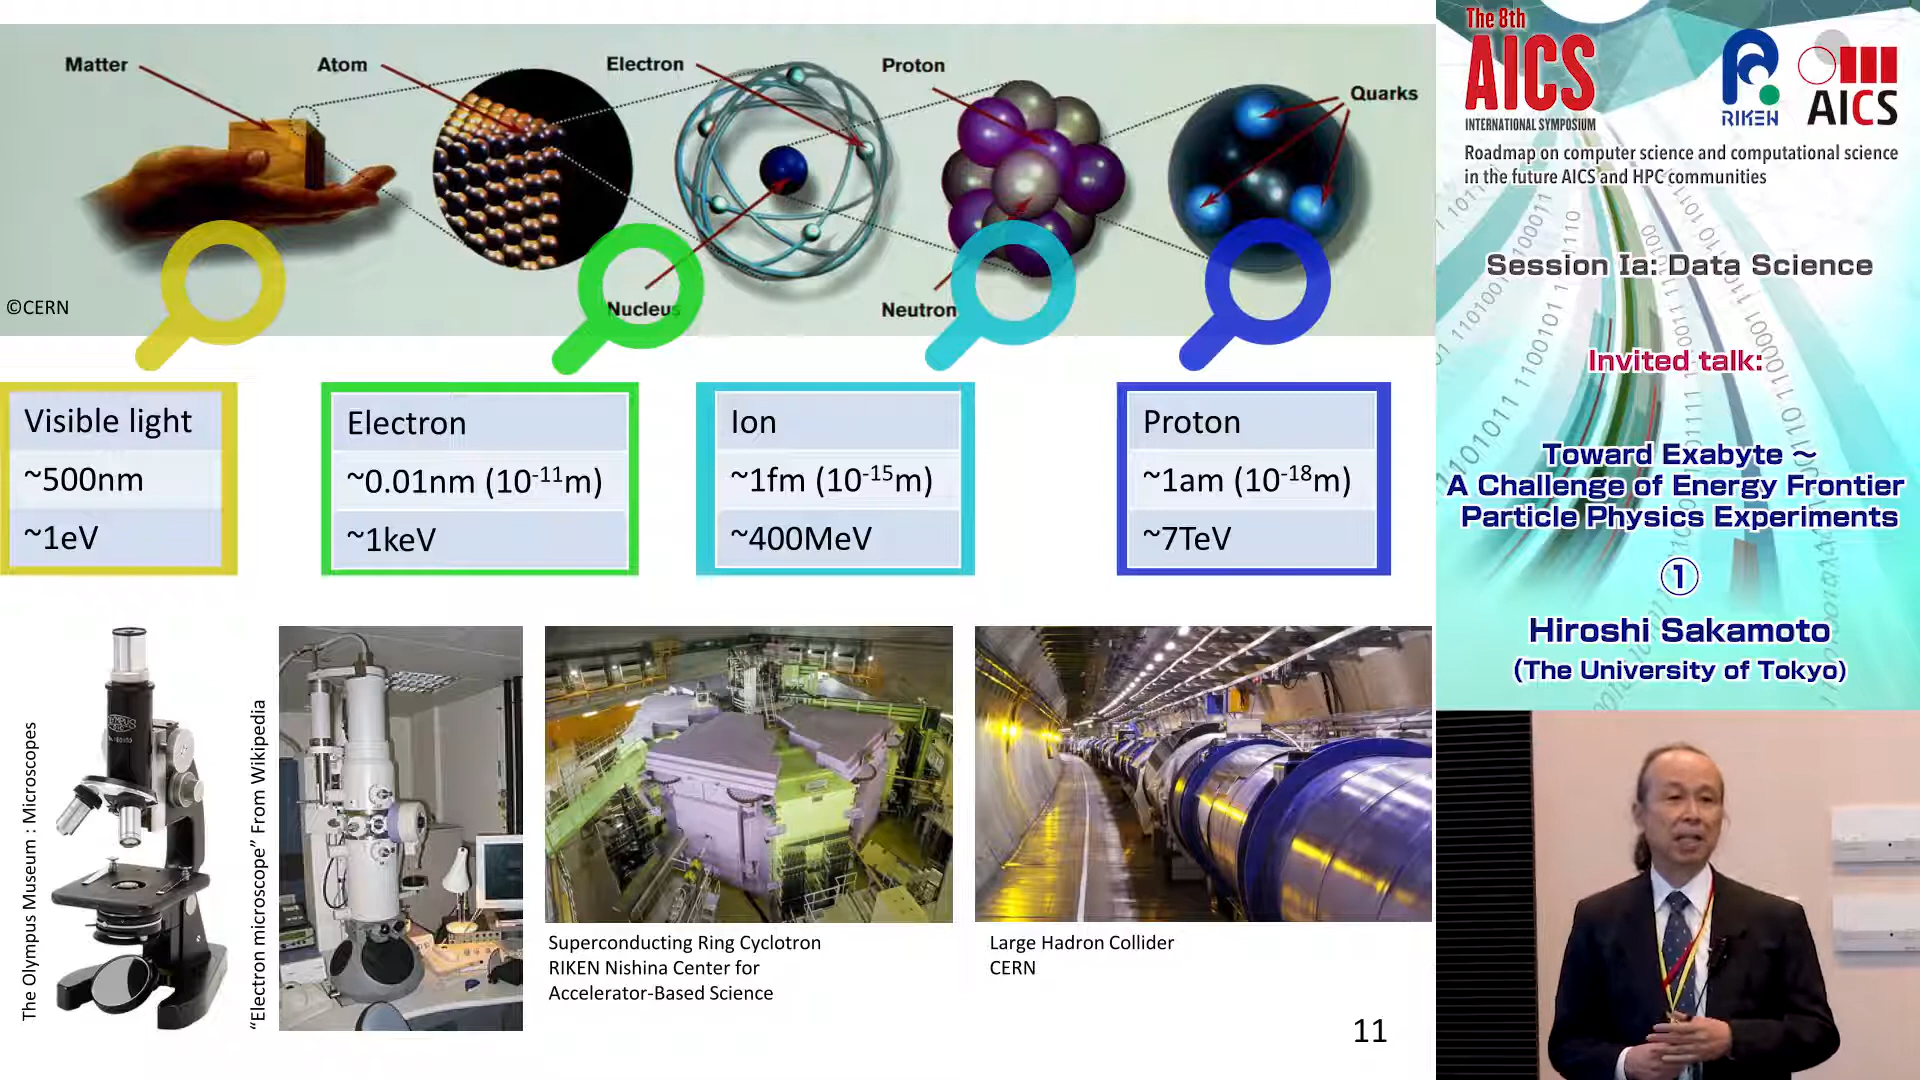 Matter
Atom
Electron
Proton
Quarks
©CERN
Nucleus
Neutron
Visible light
~500nm
~1eV
Electron
~0.01nm (10⁻¹¹m)
~1keV
Ion
~1fm (10⁻¹⁵m)
~400MeV
Proton
~1am (10⁻¹⁸m)
~7TeV
The Olympus Museum : Microscopes
“Electron microscope” From Wikipedia
Superconducting Ring Cyclotron
RIKEN Nishina Center for
Accelerator-Based Science
Large Hadron Collider
CERN
11
The 8th
AICS
INTERNATIONAL SYMPOSIUM
RIKEN
AICS
Roadmap on computer science and computational science
in the future AICS and HPC communities
Session Ia: Data Science
Invited talk:
Toward Exabyte ~
A Challenge of Energy Frontier
Particle Physics Experiments
①
Hiroshi Sakamoto
(The University of Tokyo)